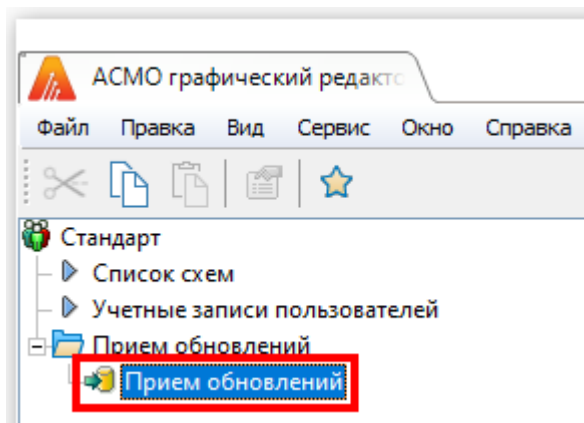 АСМО графический редакто
Файл Правка Вид Сервис Окно Справка
Стандарт
Список схем
Учетные записи пользователей
Прием обновлений
Прием обновлений